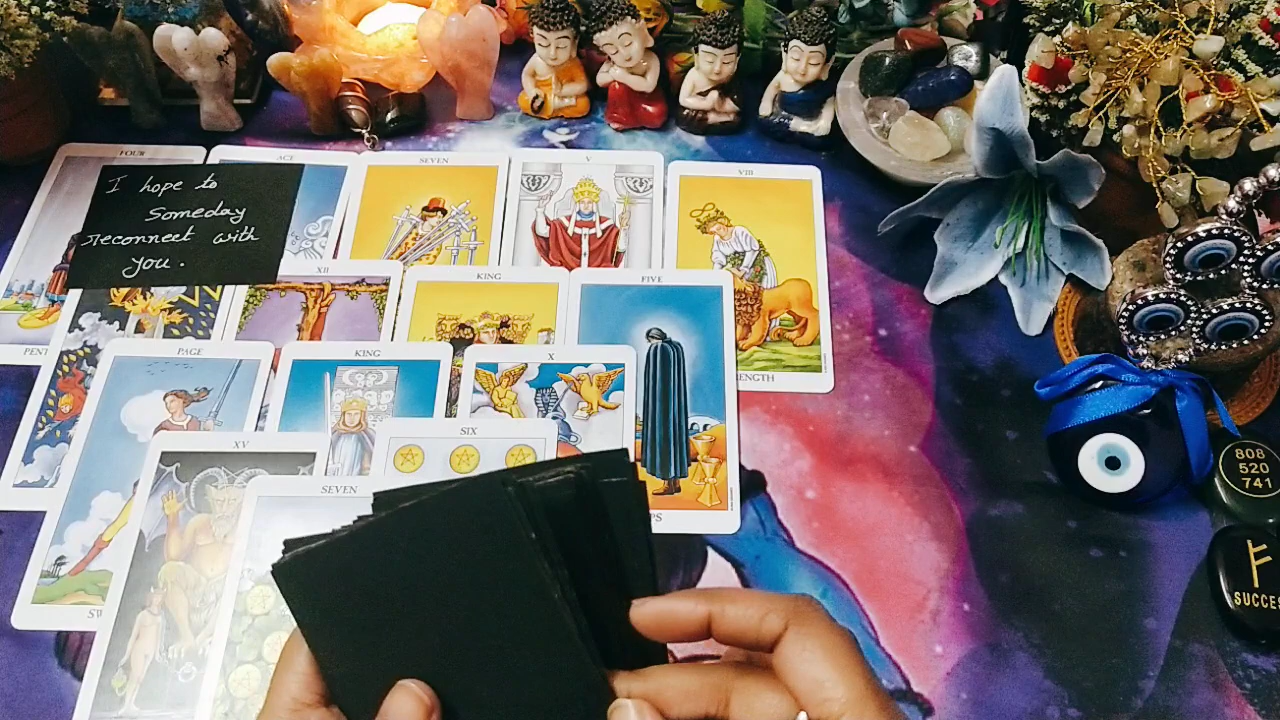 FOUR
ACE
SEVEN
V
VIII
I hope to
Someday
reconnect with
you.
XII
KING
FIVE
PENT
PAGE
KING
X
XV
SIX
SEVEN
808
520
741
SUCCES